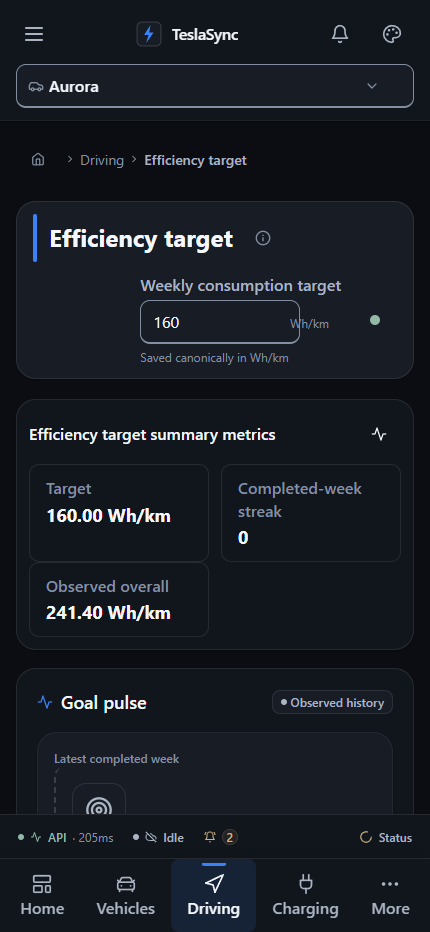 TeslaSync
Aurora
Driving
Efficiency target
Efficiency target
Weekly consumption target
160
Wh/km
Saved canonically in Wh/km
Efficiency target summary metrics
Target
160.00 Wh/km
Completed-week
streak
0
Observed overall
241.40 Wh/km
Goal pulse
Observed history
Latest completed week
API · 205ms
Idle
2
Status
Home
Vehicles
Driving
Charging
More